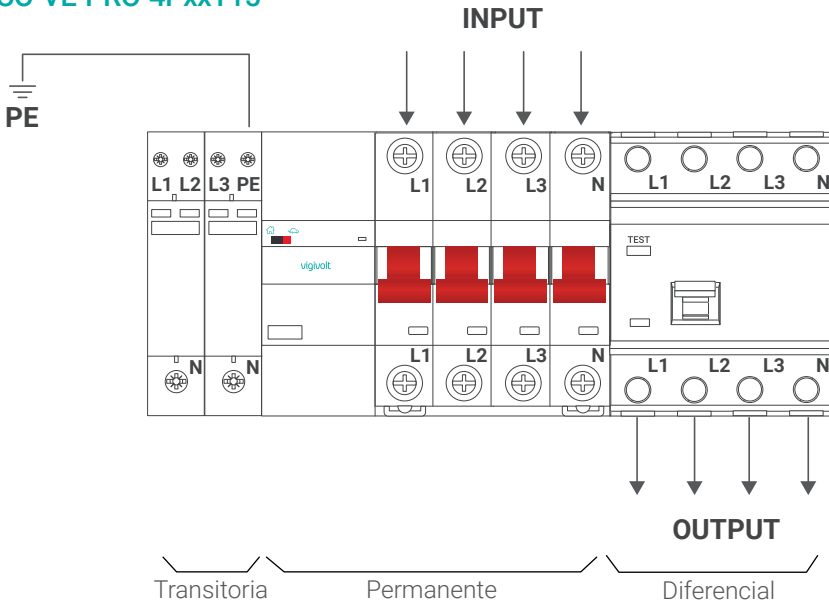 INPUT
PE
L1 L2 L3 PE
L1 L2 L3 N
L1 L2 L3 N
TEST
vigivolt
N N
L1 L2 L3 N
L1 L2 L3 N
OUTPUT
Transitoria Permanente Diferencial